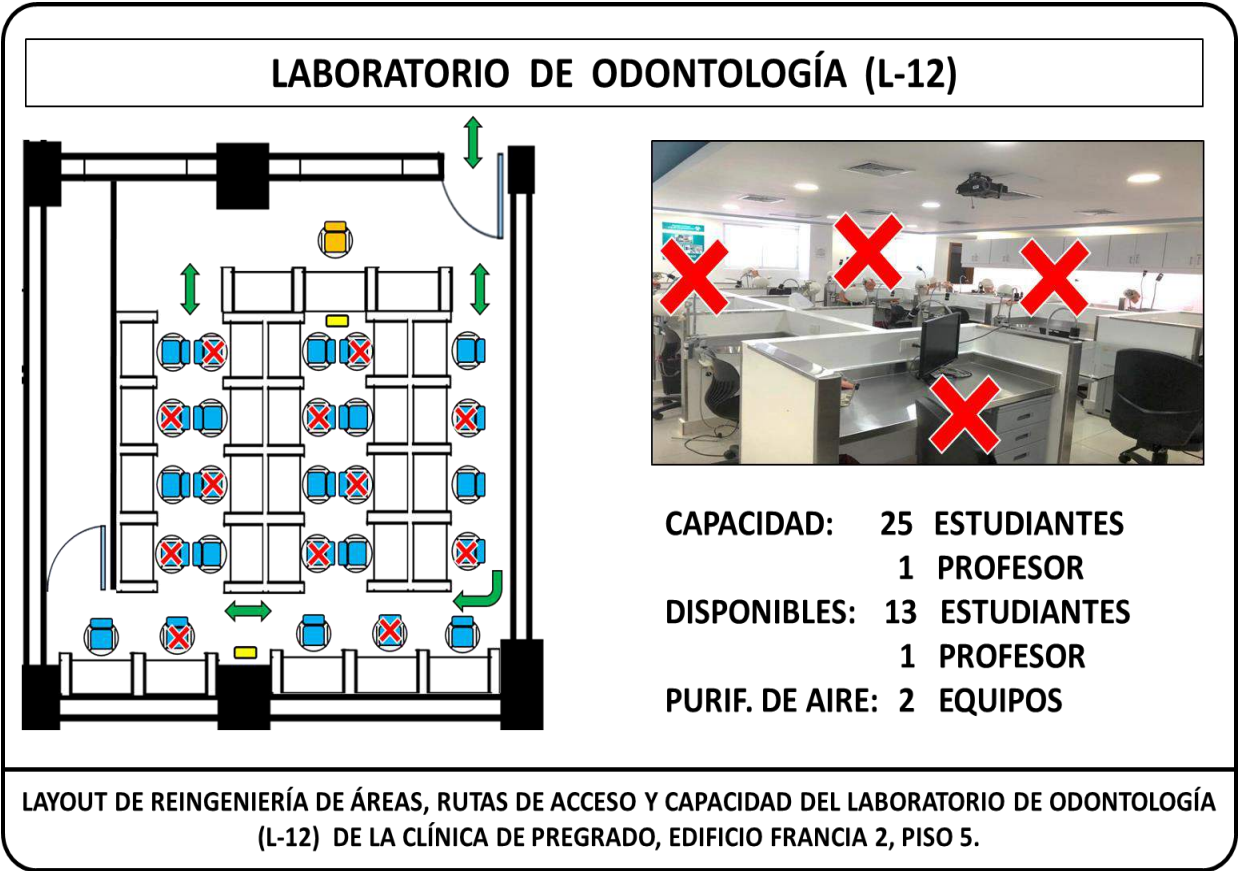 LABORATORIO DE ODONTOLOGÍA (L-12)
CAPACIDAD: 25 ESTUDIANTES
1 PROFESOR
DISPONIBLES: 13 ESTUDIANTES
1 PROFESOR
PURIF. DE AIRE: 2 EQUIPOS
LAYOUT DE REINGENIERÍA DE ÁREAS, RUTAS DE ACCESO Y CAPACIDAD DEL LABORATORIO DE ODONTOLOGÍA
(L-12) DE LA CLÍNICA DE PREGRADO, EDIFICIO FRANCIA 2, PISO 5.